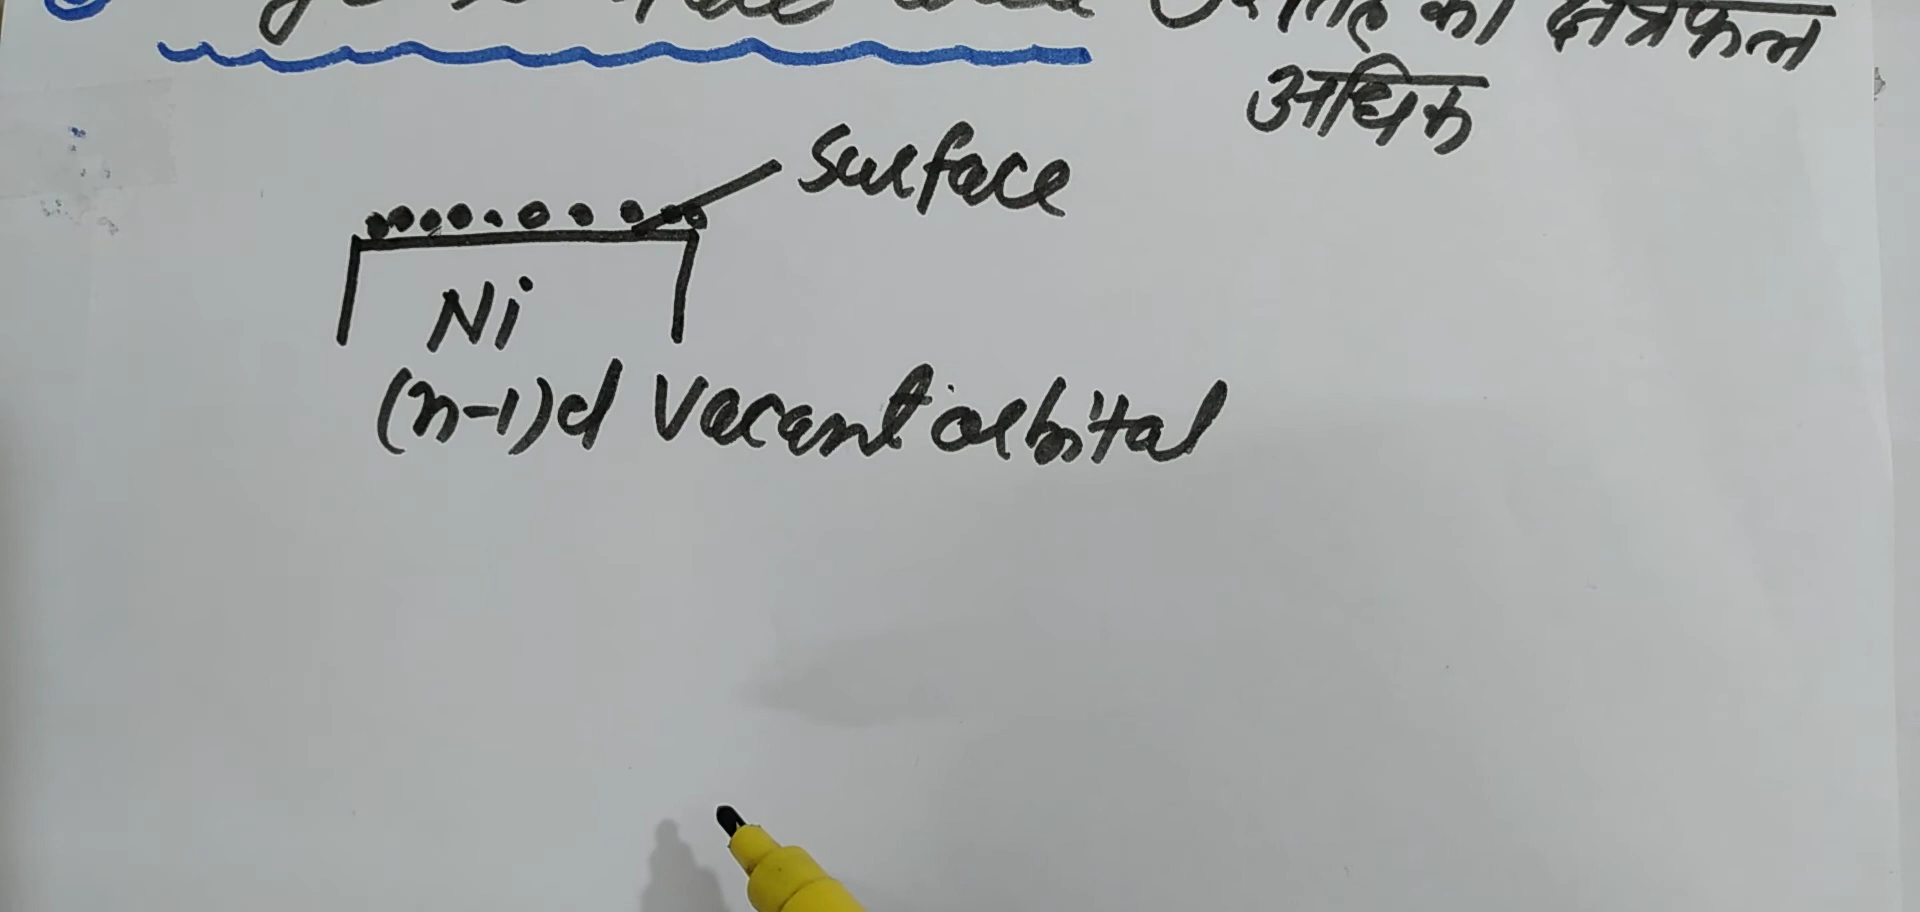 का क्षेत्रफल
अधिक
Surface
Ni
(n-1)d Vacant orbital